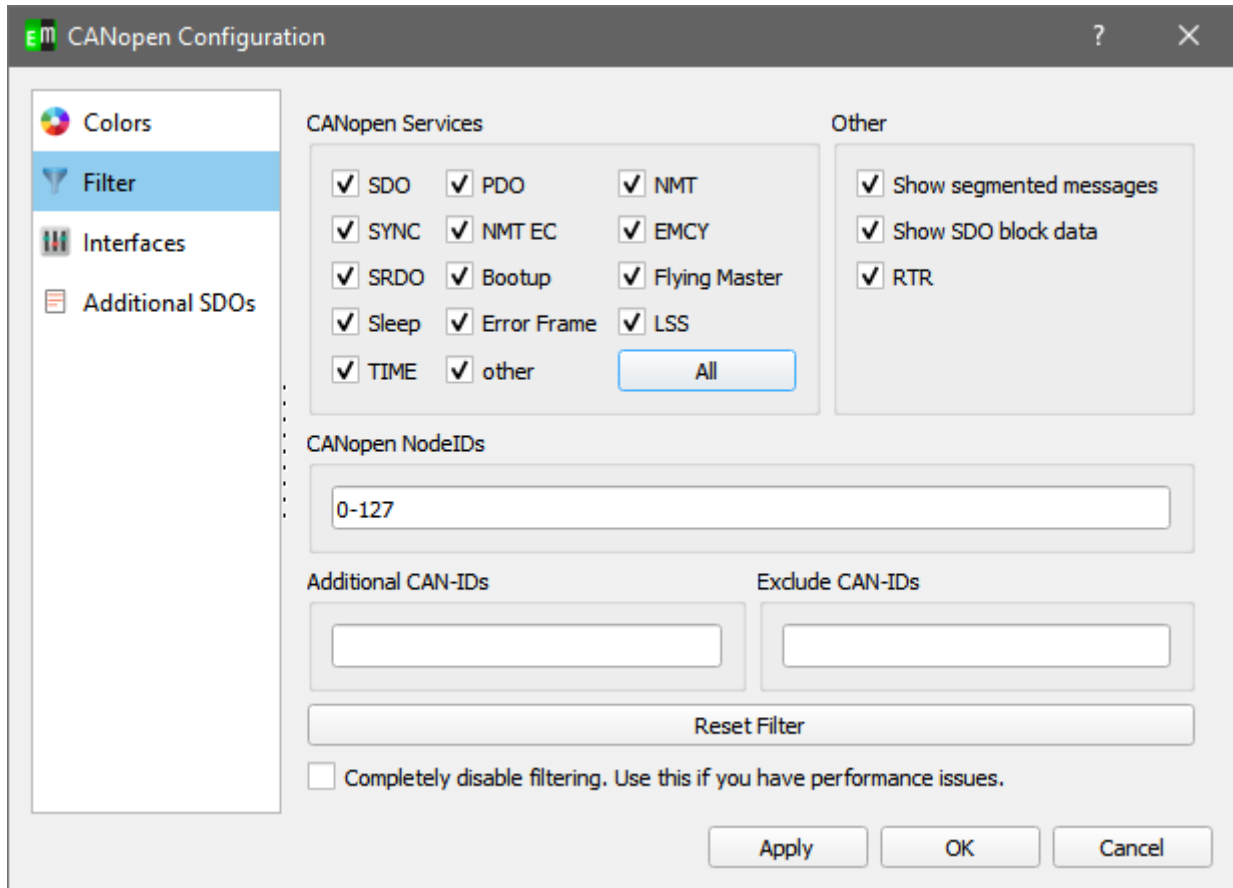 EM CANopen Configuration ?
Colors
Filter
Interfaces
Additional SDOs
CANopen Services
SDO PDO NMT
SYNC NMT EC EMCY
SRDO Bootup Flying Master
Sleep Error Frame LSS
TIME other All
Other
Show segmented messages
Show SDO block data
RTR
CANopen NodeIDs
0-127
Additional CAN-IDs
Exclude CAN-IDs
Reset Filter
Completely disable filtering. Use this if you have performance issues.
Apply OK Cancel